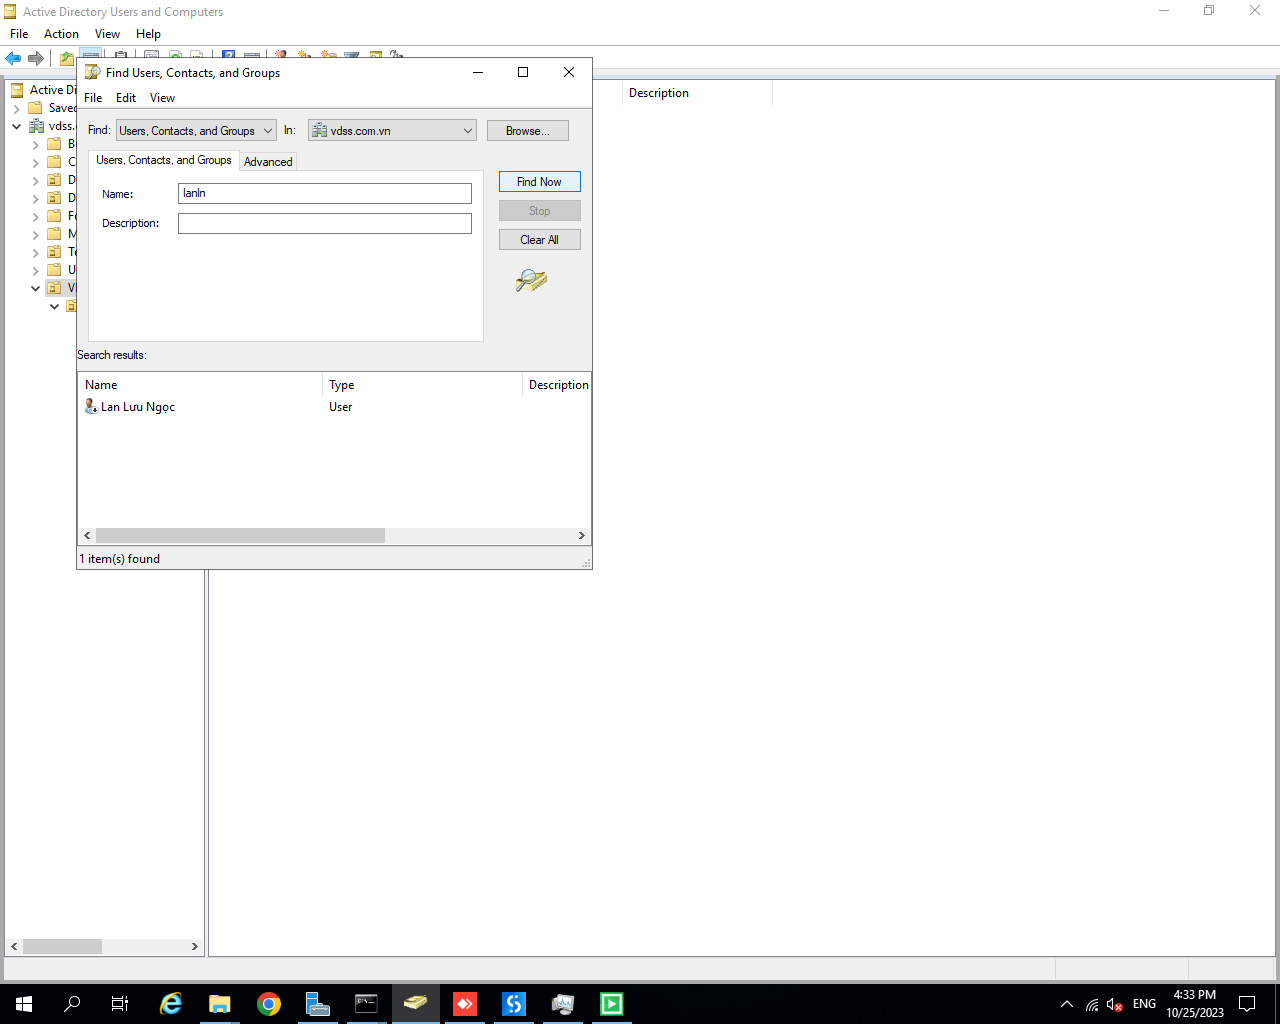 Active Directory Users and Computers
File Action View Help
Find Users, Contacts, and Groups
File Edit View
Find: Users, Contacts, and Groups In: vdss.com.vn Browse...
Users, Contacts, and Groups Advanced
Name: lanln
Description:
Find Now
Stop
Clear All
Search results:
Name Type Description
Lan Lưu Ngọc User
1 item(s) found
Description
Active Di
Saved
vdss.
B
C
D
D
Fo
M
Te
U
V
ENG
4:33 PM
10/25/2023